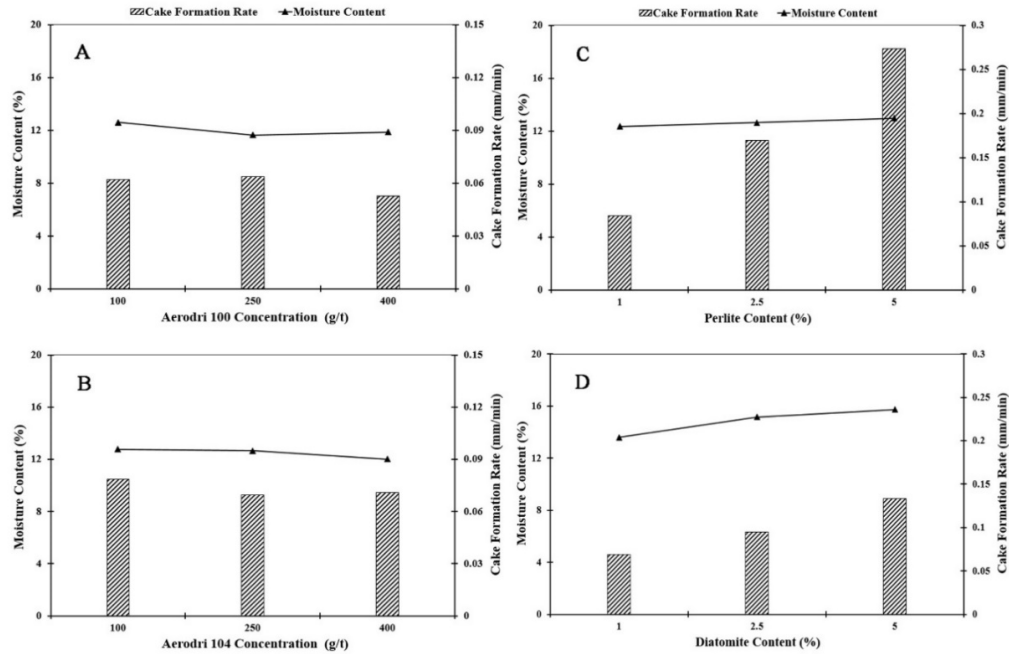 Cake Formation Rate Moisture Content
A
Moisture Content (%)
20
16
12
8
4
0
0.15
0.12
0.09
0.06
0.03
0
Cake Formation Rate (mm/min)
100 250 400
Aerodri 100 Concentration (g/t)
Cake Formation Rate Moisture Content
C
Moisture Content (%)
20
16
12
8
4
0
0.3
0.25
0.2
0.15
0.1
0.05
0
Cake Formation Rate (mm/min)
1 2.5 5
Perlite Content (%)
B
Moisture Content (%)
20
16
12
8
4
0
0.15
0.12
0.09
0.06
0.03
0
Cake Formation Rate (mm/min)
100 250 400
Aerodri 104 Concentration (g/t)
D
Moisture Content (%)
20
16
12
8
4
0
0.3
0.25
0.2
0.15
0.1
0.05
0
Cake Formation Rate (mm/min)
1 2.5 5
Diatomite Content (%)